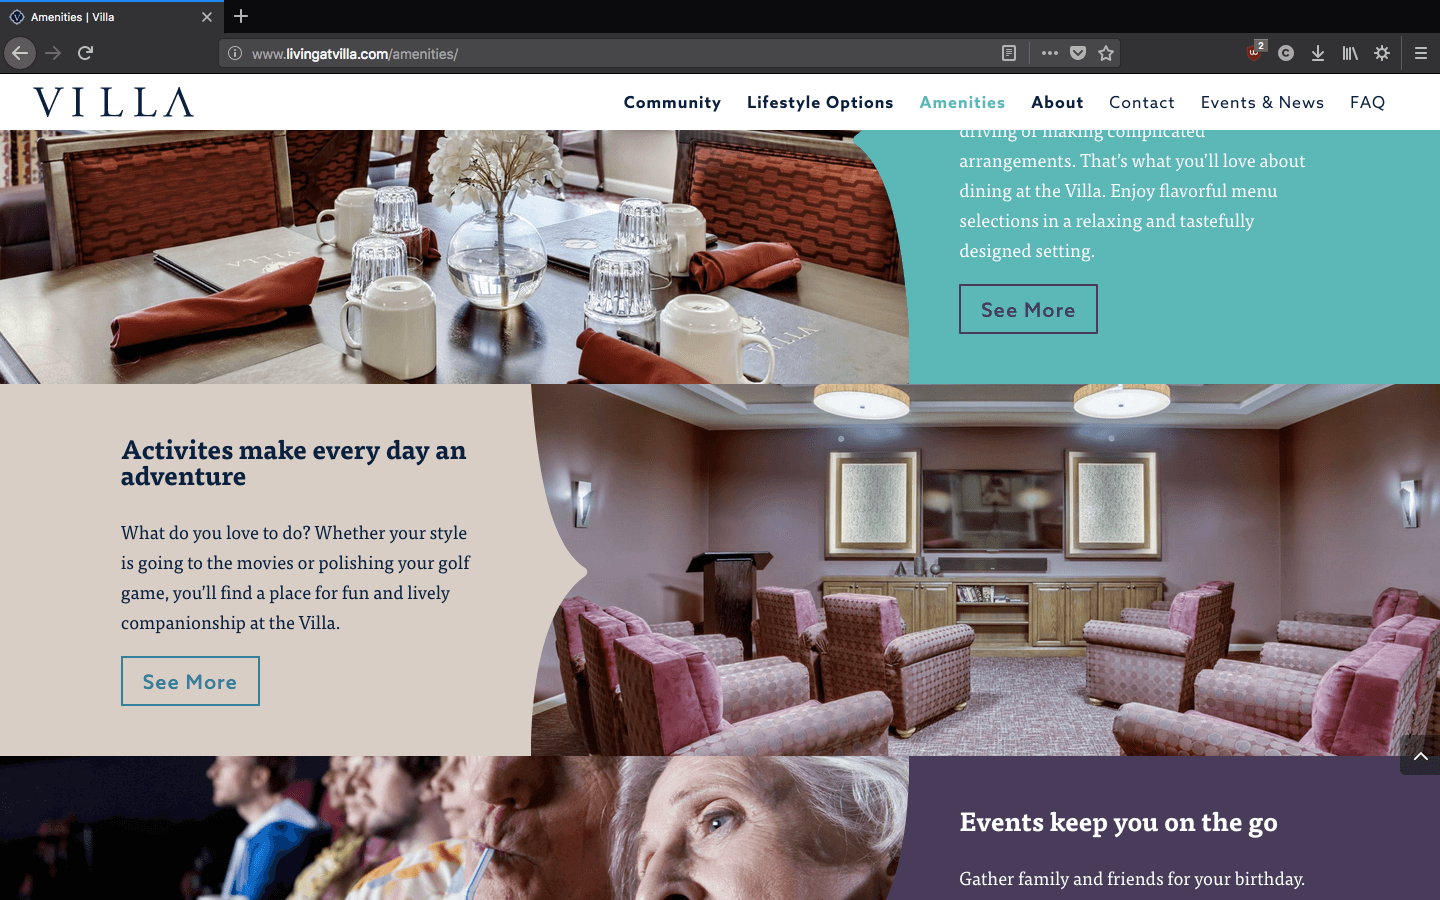 Amenities | Villa
www.livingatvilla.com/amenities/
2
VILLA
Community Lifestyle Options Amenities About Contact Events & News FAQ
driving or making complicated
arrangements. That's what you'll love about
dining at the Villa. Enjoy flavorful menu
selections in a relaxing and tastefully
designed setting.
See More
VILLA
VILLA
Activites make every day an
adventure
What do you love to do? Whether your style
is going to the movies or polishing your golf
game, you'll find a place for fun and lively
companionship at the Villa.
See More
Events keep you on the go
Gather family and friends for your birthday.